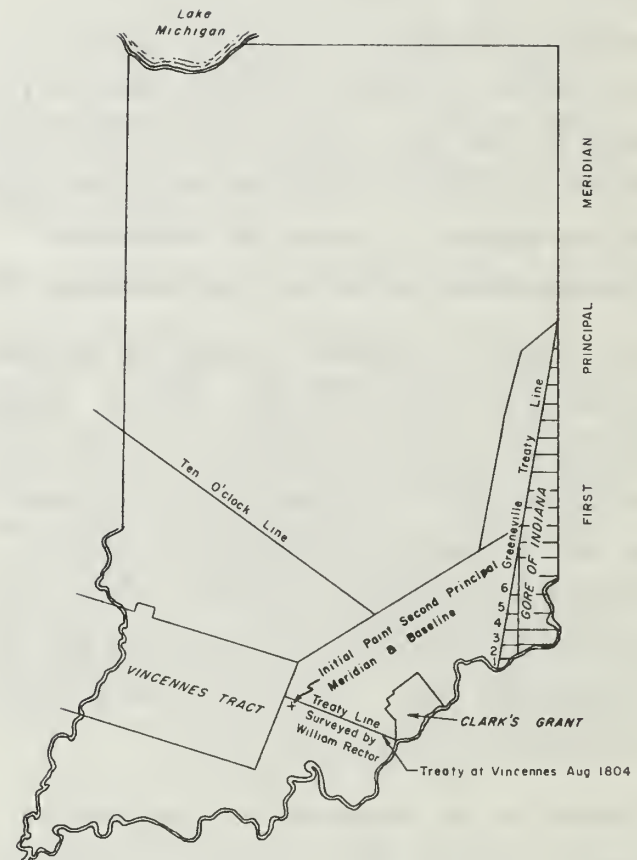 Lake
Michigan
MERIDIAN
PRINCIPAL
FIRST
Ten O'clock Line
Greeneville Treaty Line
GORE OF INDIANA
6
5
4
3
2
1
Initial Point Second Principal
Meridian & Baseline
VINCENNES TRACT
x
Treaty Line
Surveyed by
William Rector
CLARK'S GRANT
Treaty at Vincennes Aug 1804